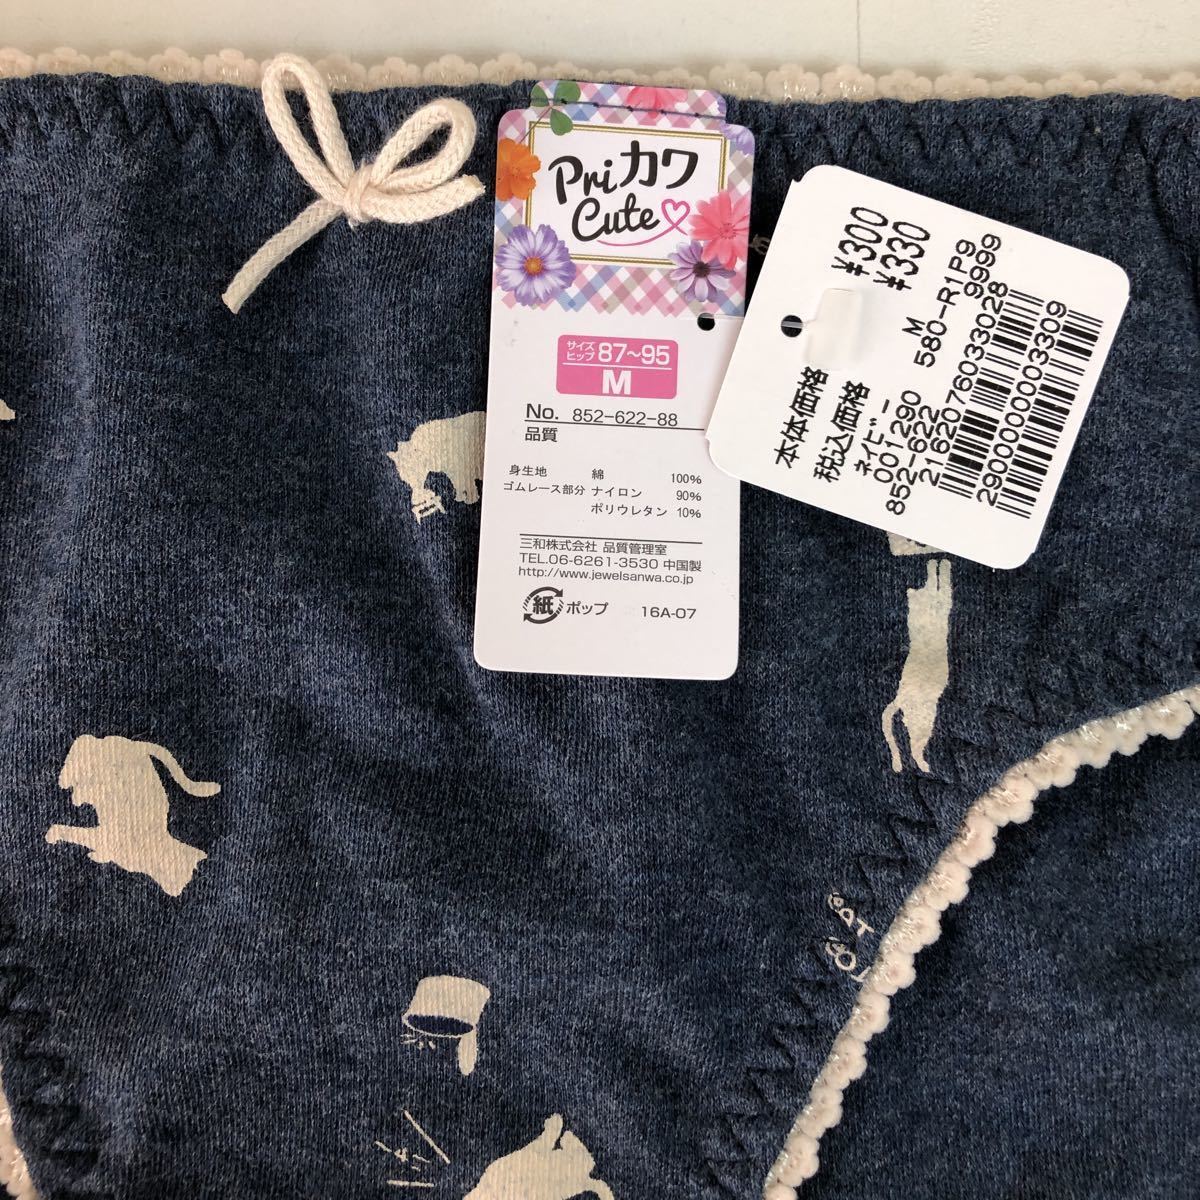 Priカワ
Cute
サイズ
ヒップ 87~95
M
No. 852-622-88
品質
身生地 綿 100%
ゴムレース部分 ナイロン 90%
ポリウレタン 10%
三和株式会社 品質管理室
TEL.06-6261-3530 中国製
http://www.jewelsanwa.co.jp
紙 ポップ 16A-07
本体価格 ¥300
税込価格 ¥330
ネイビー M
001290 580-R1P9
852-622 9999
2162076033028
2900000003309